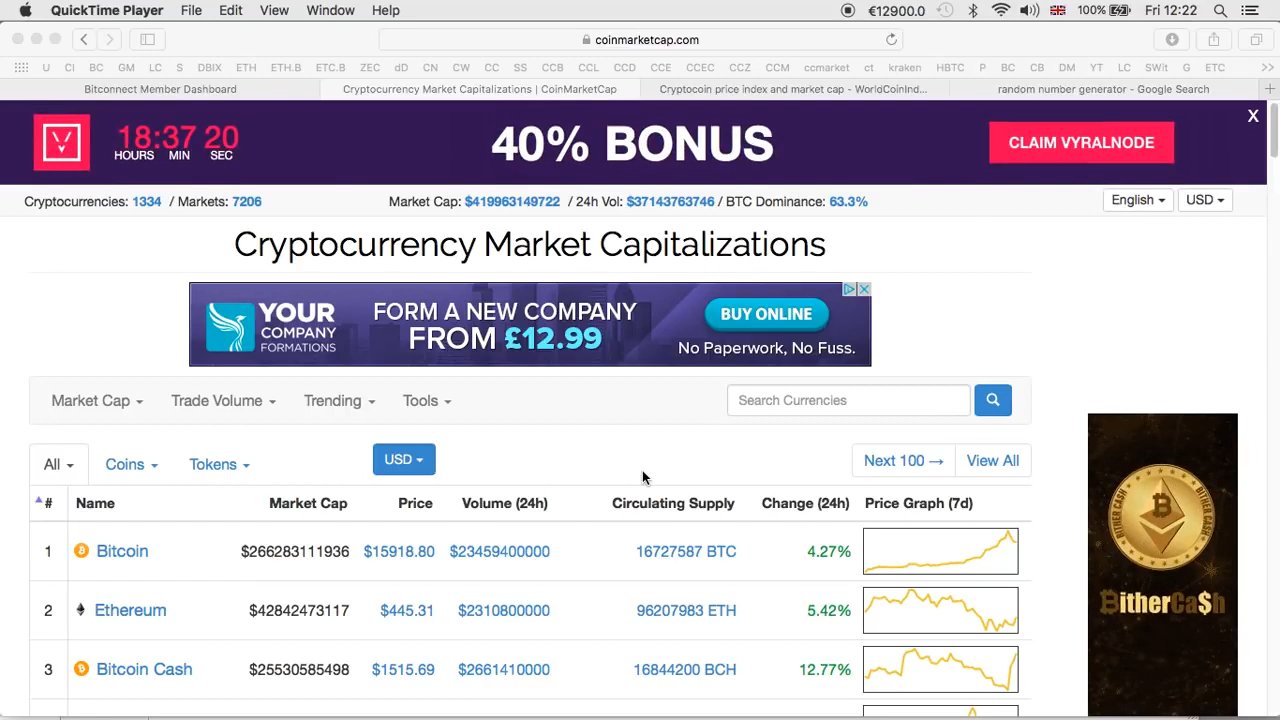 QuickTime Player File Edit View Window Help €12900.0 100% Fri 12:22
coinmarketcap.com
U CI BC GM LC S DBIX ETH ETH.B ETC.B ZEC dD CN CW CC SS CCB CCL CCD CCE CCEC CCZ CCM ccmarket ct kraken HBTC P BC CB DM YT LC SWit G ETC
Bitconnect Member Dashboard Cryptocurrency Market Capitalizations | CoinMarketCap Cryptocoin price index and market cap - WorldCoinInd... random number generator - Google Search
18:37 20
HOURS MIN SEC
40% BONUS
CLAIM VYRALNODE
X
Cryptocurrencies: 1334 / Markets: 7206 Market Cap: $419963149722 / 24h Vol: $37143763746 / BTC Dominance: 63.3% English USD
Cryptocurrency Market Capitalizations
YOUR
COMPANY
FORMATIONS
FORM A NEW COMPANY
FROM £12.99
BUY ONLINE
No Paperwork, No Fuss.
Market Cap Trade Volume Trending Tools Search Currencies
All Coins Tokens USD Next 100 → View All
# Name Market Cap Price Volume (24h) Circulating Supply Change (24h) Price Graph (7d)
1 Bitcoin $266283111936 $15918.80 $23459400000 16727587 BTC 4.27%
2 Ethereum $42842473117 $445.31 $2310800000 96207983 ETH 5.42%
3 Bitcoin Cash $25530585498 $1515.69 $2661410000 16844200 BCH 12.77%
BITHER CASH
BITHER CASH
BitherCa$h